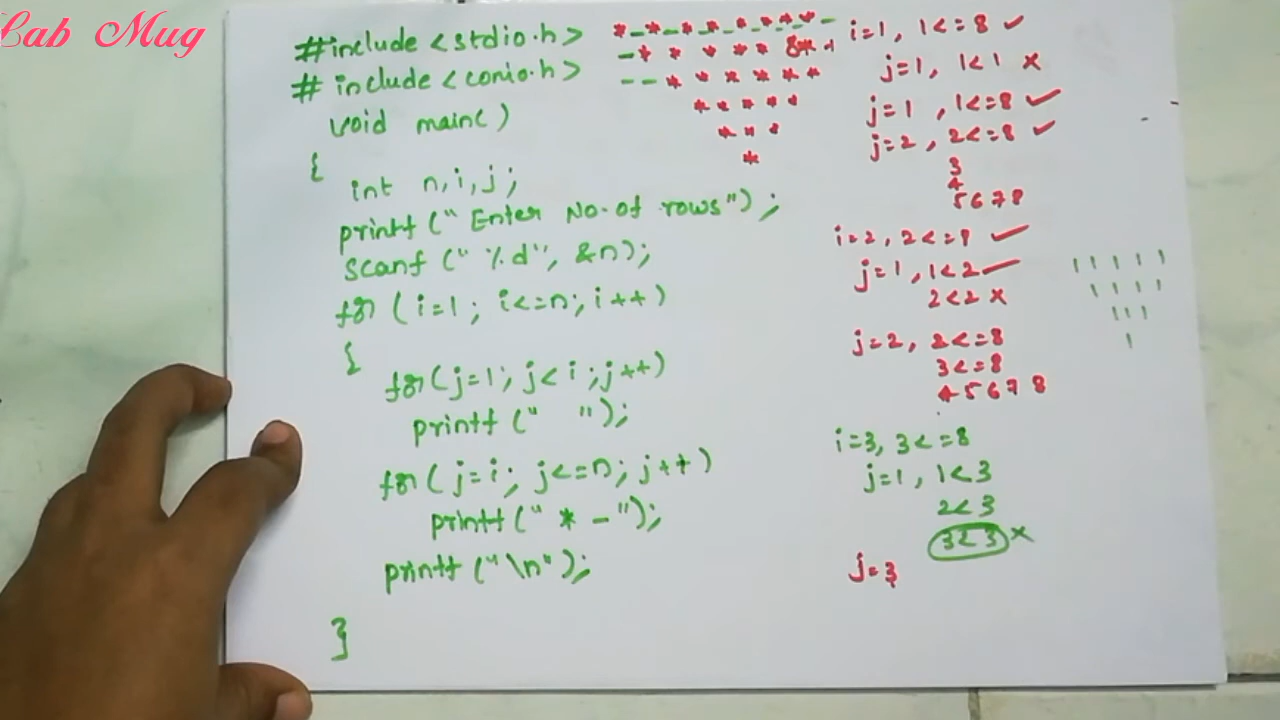 Lab Mug
#include <stdio.h>
# include <conio.h>
void main()
{
int n,i,j;
printf (" Enter No.of rows");
scanf (" %d", &n);
for ( i=1; i<=n; i++)
{
for(j=1; j<i; j++)
printf (" ");
for( j=i; j<=n; j++)
printf (" * -");
printf ("\n");
}
* - * - * - * - * - * * * -
- * * * * *
- - * * * * * *
* * * * *
* * *
*
i=1, 1<=8 ✓
j=1, 1<1 x
j=1 , 1<=8 ✓
j=2, 2<=8 ✓
3
4
5 6 7 8
i=2, 2<=8 ✓
j=1, 1<2 ✓
2<2 x
j=2, 2<=8
3<=8
4 5 6 7 8
i=3, 3<=8
j=1, 1<3
2<3
3<3 x
j=3